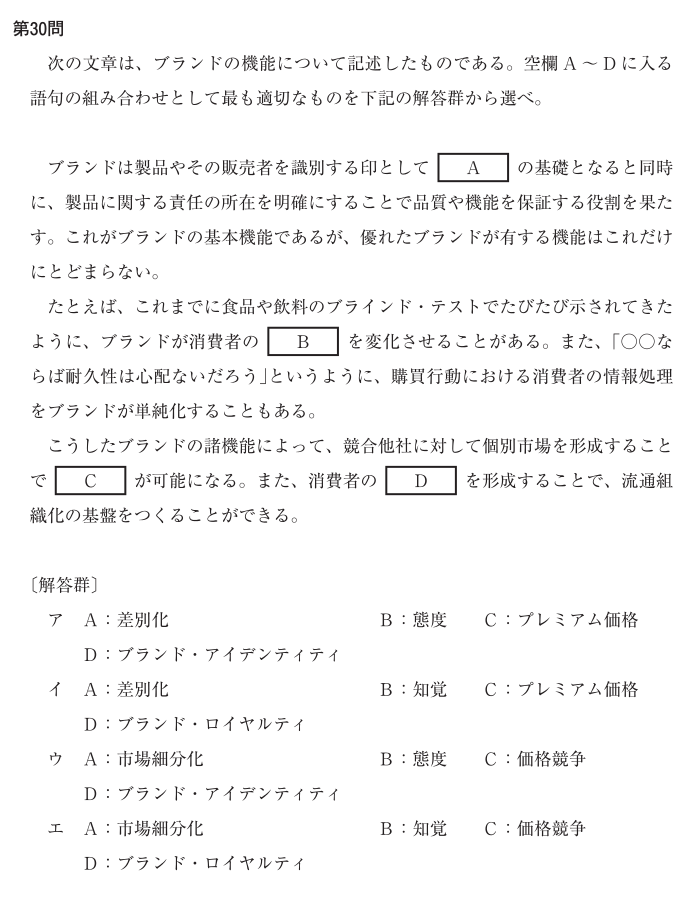 第30問
次の文章は、ブランドの機能について記述したものである。空欄 A ～ D に入る
語句の組み合わせとして最も適切なものを下記の解答群から選べ。
ブランドは製品やその販売者を識別する印として A の基礎となると同時
に、製品に関する責任の所在を明確にすることで品質や機能を保証する役割を果た
す。これがブランドの基本機能であるが、優れたブランドが有する機能はこれだけ
にとどまらない。
たとえば、これまでに食品や飲料のブラインド・テストでたびたび示されてきた
ように、ブランドが消費者の B を変化させることがある。また、「○○な
らば耐久性は心配ないだろう」というように、購買行動における消費者の情報処理
をブランドが単純化することもある。
こうしたブランドの諸機能によって、競合他社に対して個別市場を形成すること
で C が可能になる。また、消費者の D を形成することで、流通組
織化の基盤をつくることができる。
〔解答群〕
ア A：差別化 B：態度 C：プレミアム価格
D：ブランド・アイデンティティ
イ A：差別化 B：知覚 C：プレミアム価格
D：ブランド・ロイヤルティ
ウ A：市場細分化 B：態度 C：価格競争
D：ブランド・アイデンティティ
エ A：市場細分化 B：知覚 C：価格競争
D：ブランド・ロイヤルティ